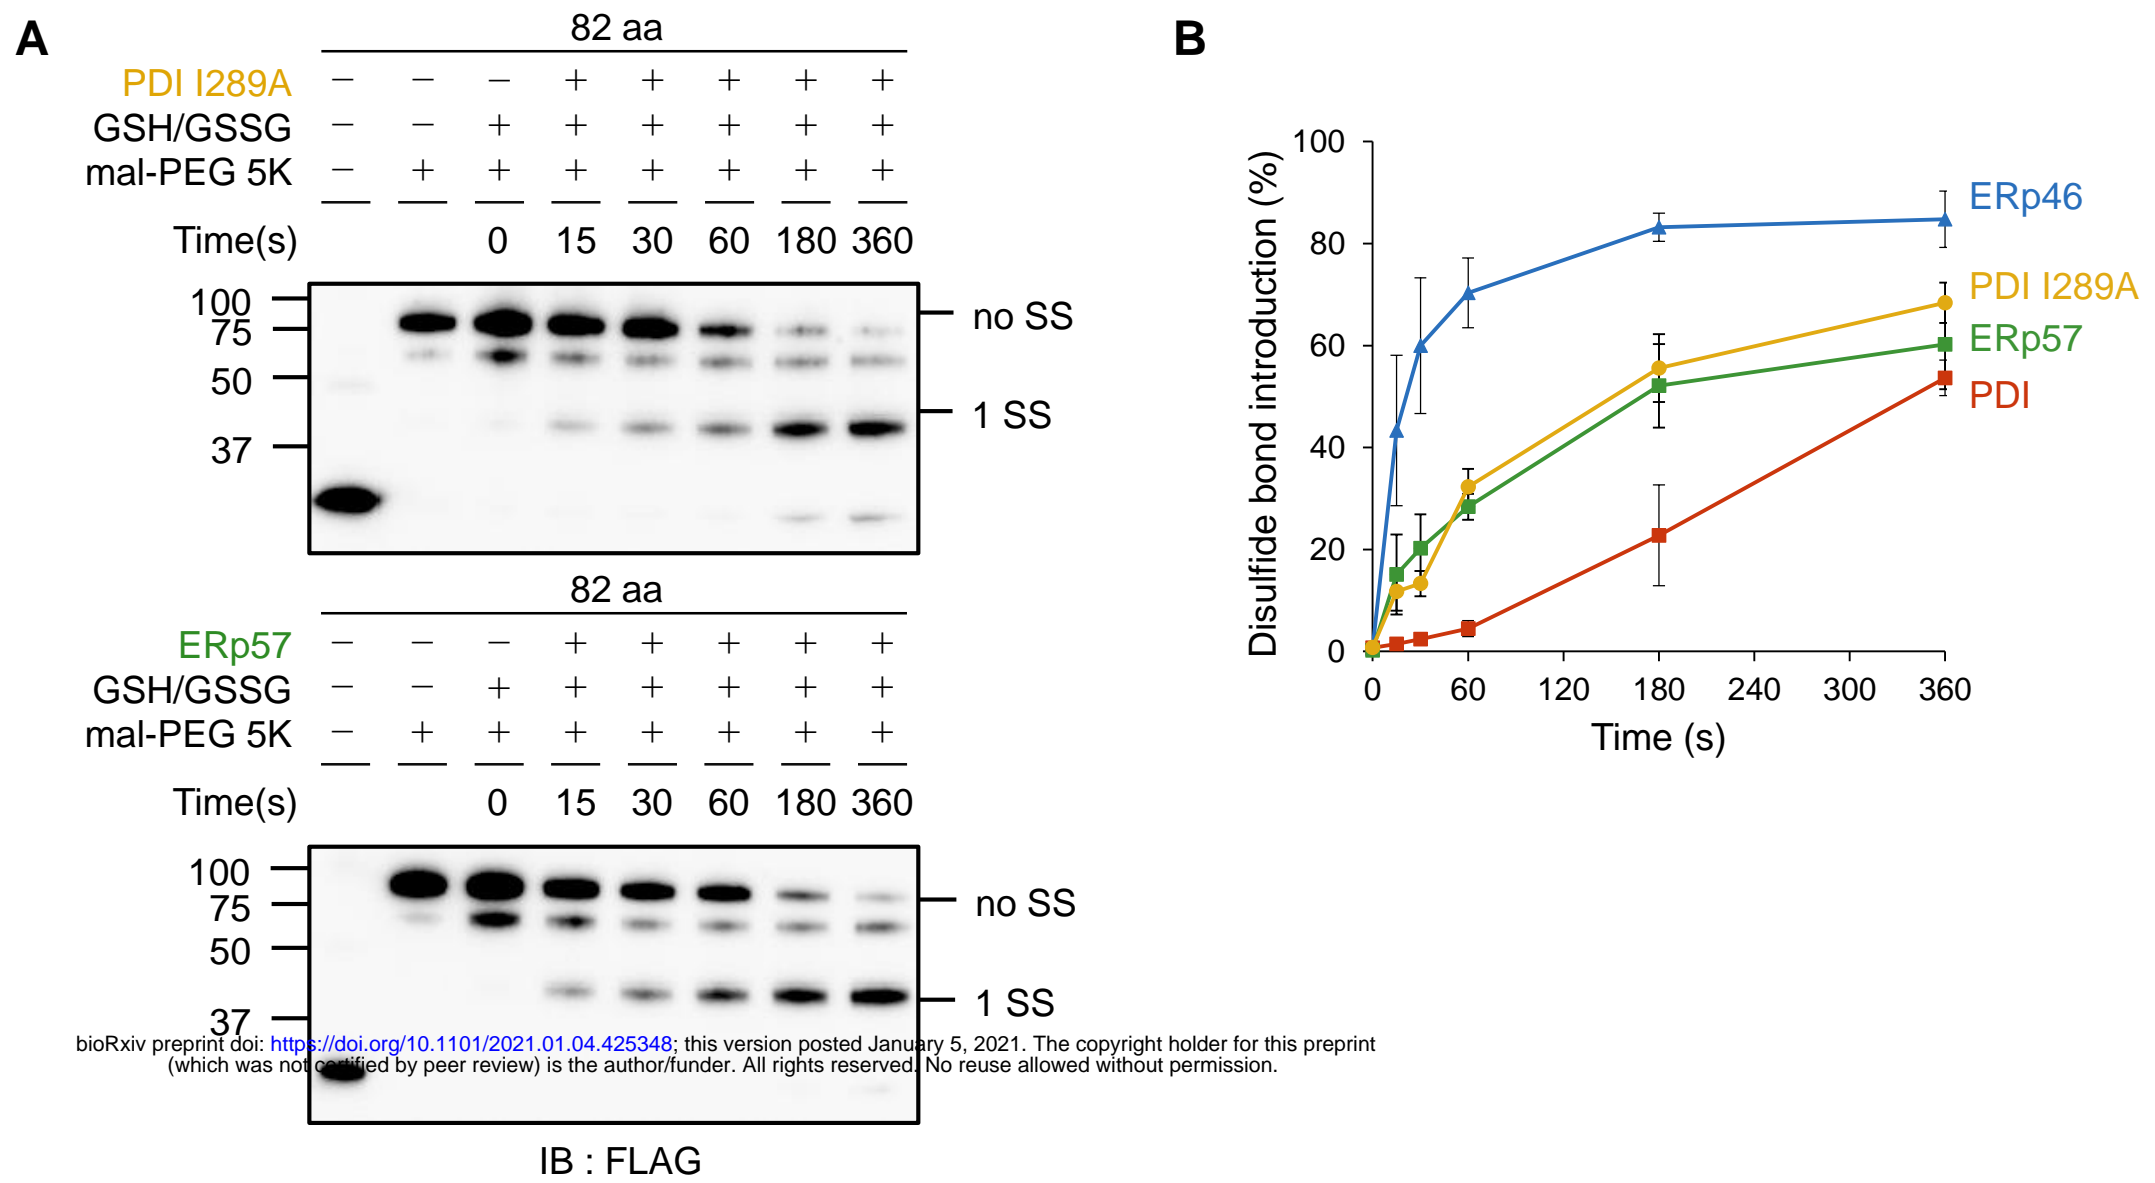 A
82 aa
PDI I289A − − − + + + + +
GSH/GSSG − − + + + + + +
mal-PEG 5K − + + + + + + +
Time(s) 0 15 30 60 180 360
100
75
50
37
no SS
1 SS
82 aa
ERp57 − − − + + + + +
GSH/GSSG − − + + + + + +
mal-PEG 5K − + + + + + + +
Time(s) 0 15 30 60 180 360
100
75
50
37
no SS
1 SS
bioRxiv preprint doi: https://doi.org/10.1101/2021.01.04.425348; this version posted January 5, 2021. The copyright holder for this preprint
(which was not certified by peer review) is the author/funder. All rights reserved. No reuse allowed without permission.
IB : FLAG
B
Disulfide bond introduction (%)
100
80
60
40
20
0
0 60 120 180 240 300 360
Time (s)
ERp46
PDI I289A
ERp57
PDI